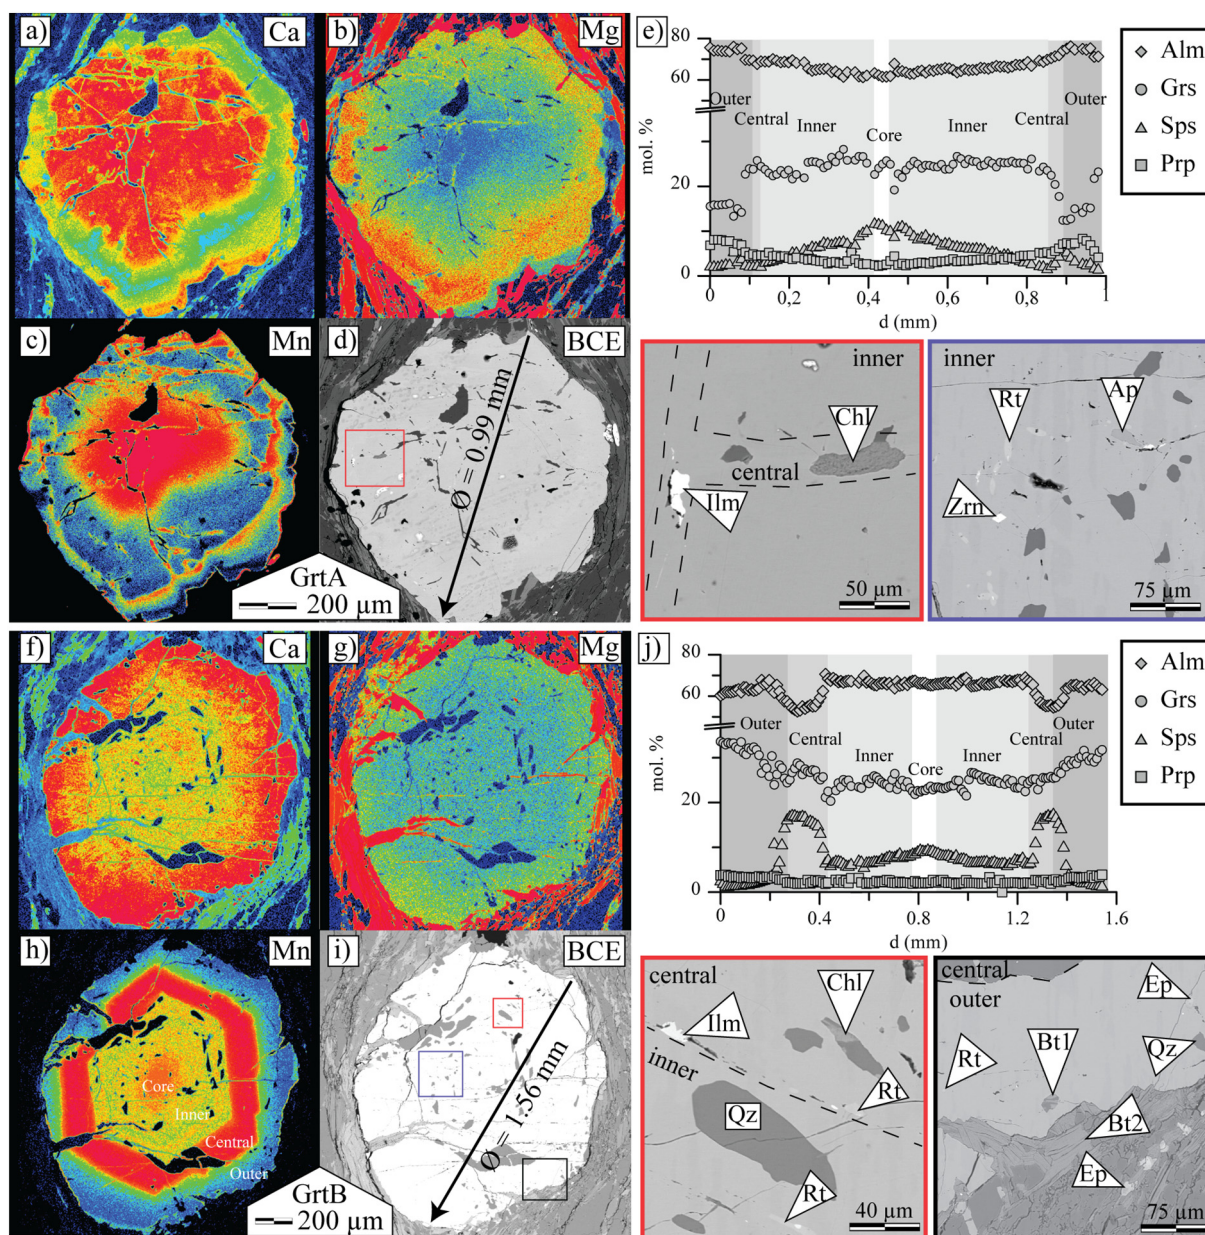 a) Ca
b) Mg
c) Mn
d) BCE
Ø = 0.99 mm
GrtA
200 µm
e)
80
60
20
0
mol. %
Outer
Central
Inner
Core
Inner
Central
Outer
0 0,2 0,4 0,6 0,8 1
d (mm)
Alm
Grs
Sps
Prp
inner
Chl
central
Ilm
50 µm
inner
Rt
Ap
Zrn
75 µm
f) Ca
g) Mg
h) Mn
Core
Inner
Central
Outer
i) BCE
Ø = 1.56 mm
GrtB
200 µm
j)
80
60
20
0
mol. %
Outer
Central
Inner
Core
Inner
Central
Outer
0 0.4 0.8 1.2 1.6
d (mm)
Alm
Grs
Sps
Prp
central
Chl
Ilm
inner
Rt
Qz
Rt
40 µm
central
outer
Ep
Rt
Bt1
Qz
Bt2
Ep
75 µm